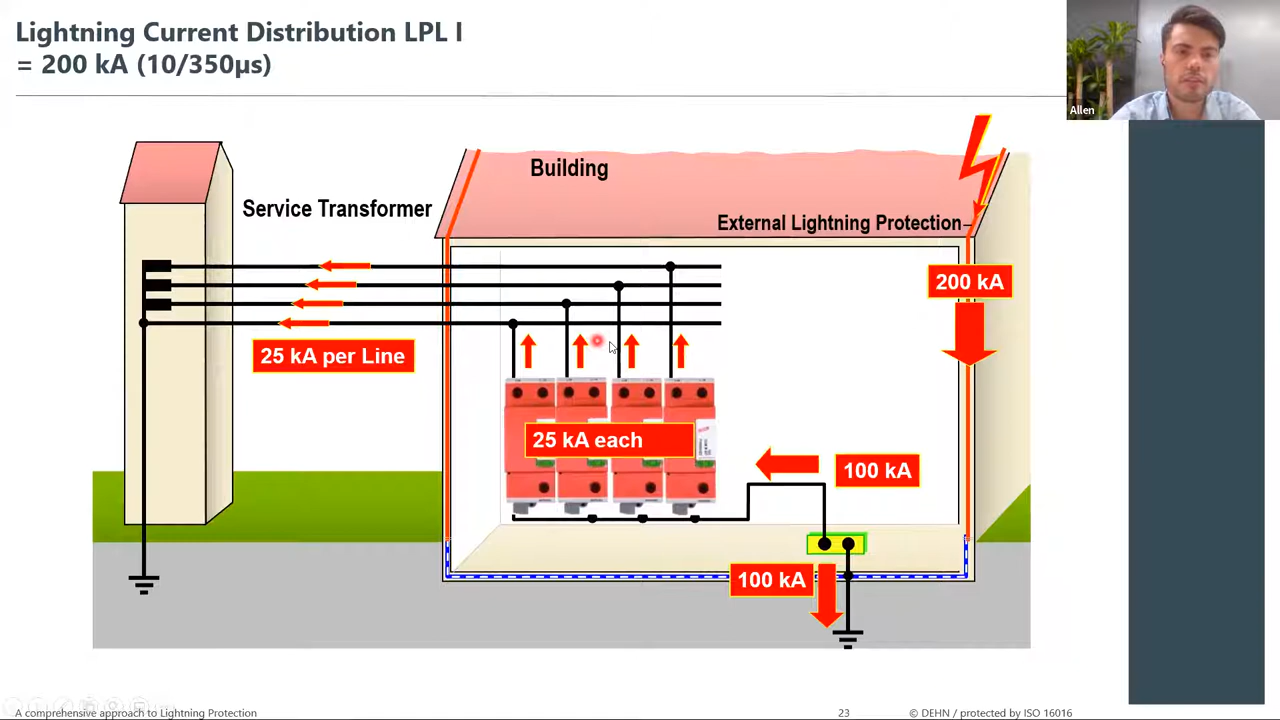 Lightning Current Distribution LPL I
= 200 kA (10/350µs)
Allen
Building
Service Transformer
External Lightning Protection
200 kA
25 kA per Line
25 kA each
100 kA
100 kA
A comprehensive approach to Lightning Protection
23
© DEHN / protected by ISO 16016